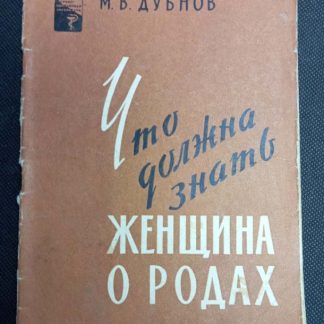 М. В. ДУБНОВ
Что
должна
знать
ЖЕНЩИНА
О РОДАХ